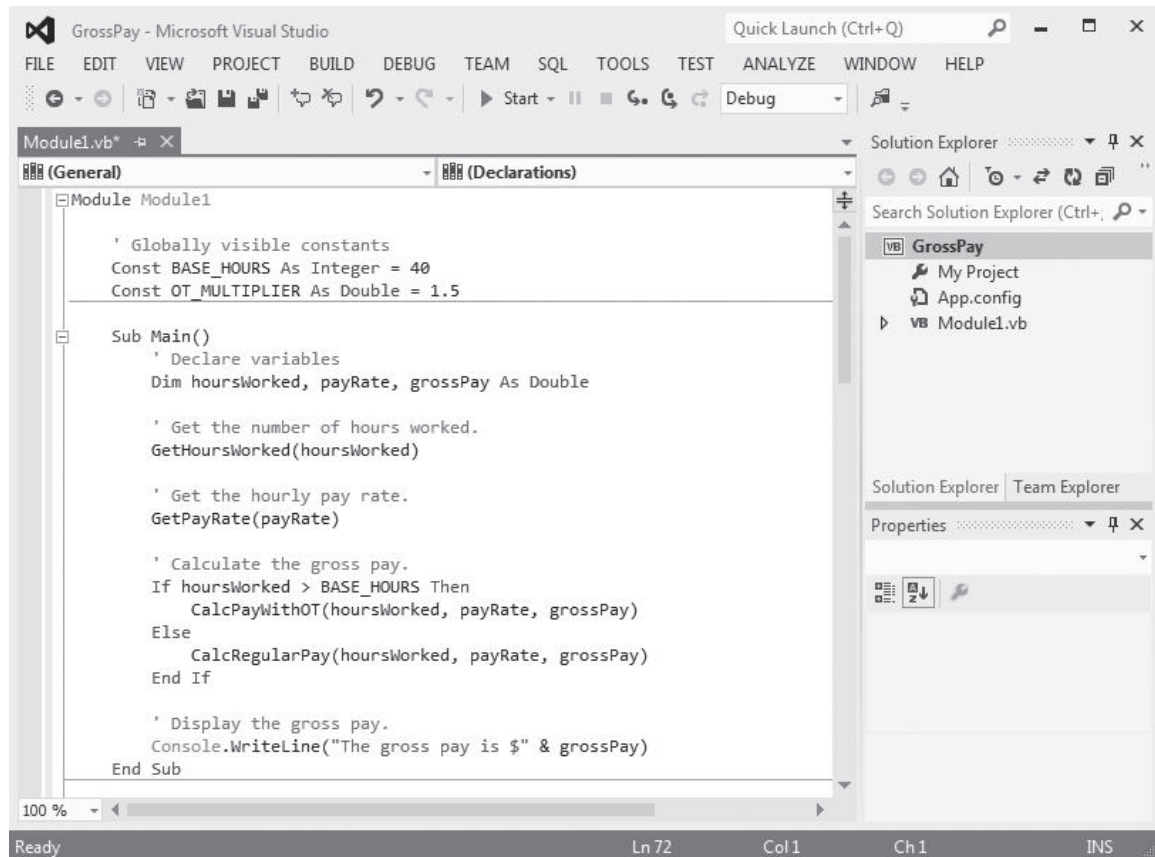 GrossPay - Microsoft Visual Studio
Quick Launch (Ctrl+Q)
FILE EDIT VIEW PROJECT BUILD DEBUG TEAM SQL TOOLS TEST ANALYZE WINDOW HELP
Start
Debug
Module1.vb*
(General)
(Declarations)
Module Module1
' Globally visible constants
Const BASE_HOURS As Integer = 40
Const OT_MULTIPLIER As Double = 1.5
Sub Main()
' Declare variables
Dim hoursWorked, payRate, grossPay As Double
' Get the number of hours worked.
GetHoursWorked(hoursWorked)
' Get the hourly pay rate.
GetPayRate(payRate)
' Calculate the gross pay.
If hoursWorked > BASE_HOURS Then
CalcPayWithOT(hoursWorked, payRate, grossPay)
Else
CalcRegularPay(hoursWorked, payRate, grossPay)
End If
' Display the gross pay.
Console.WriteLine("The gross pay is $" & grossPay)
End Sub
100 %
Solution Explorer
Search Solution Explorer (Ctrl+;
VB GrossPay
My Project
App.config
VB Module1.vb
Solution Explorer Team Explorer
Properties
Ready
Ln 72
Col 1
Ch 1
INS